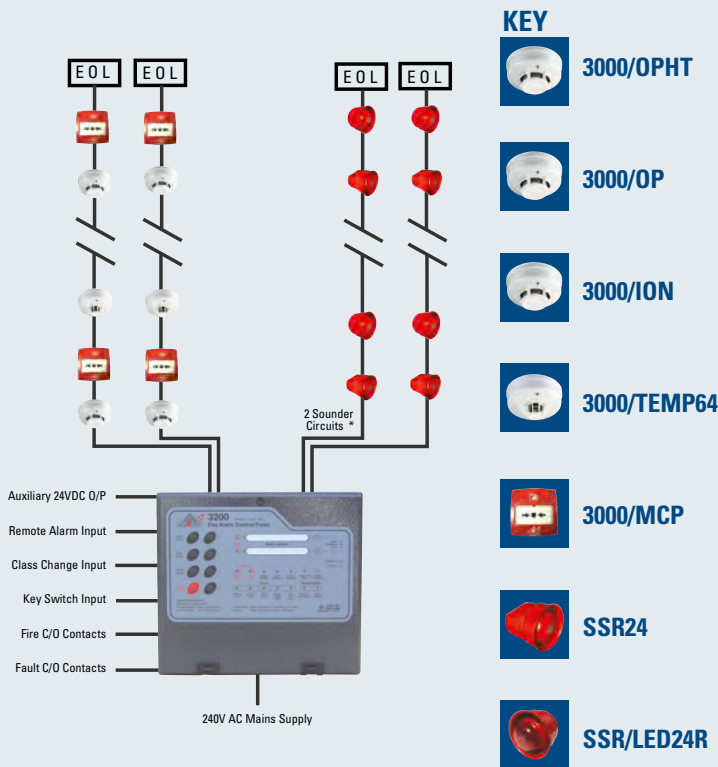 KEY
EOL EOL EOL EOL
3000/OPHT
3000/OP
3000/ION
3000/TEMP64
3000/MCP
SSR24
SSR/LED24R
2 Sounder
Circuits *
Auxiliary 24VDC O/P
Remote Alarm Input
Class Change Input
Key Switch Input
Fire C/O Contacts
Fault C/O Contacts
3200
Fire Alarm Control Panel
240V AC Mains Supply